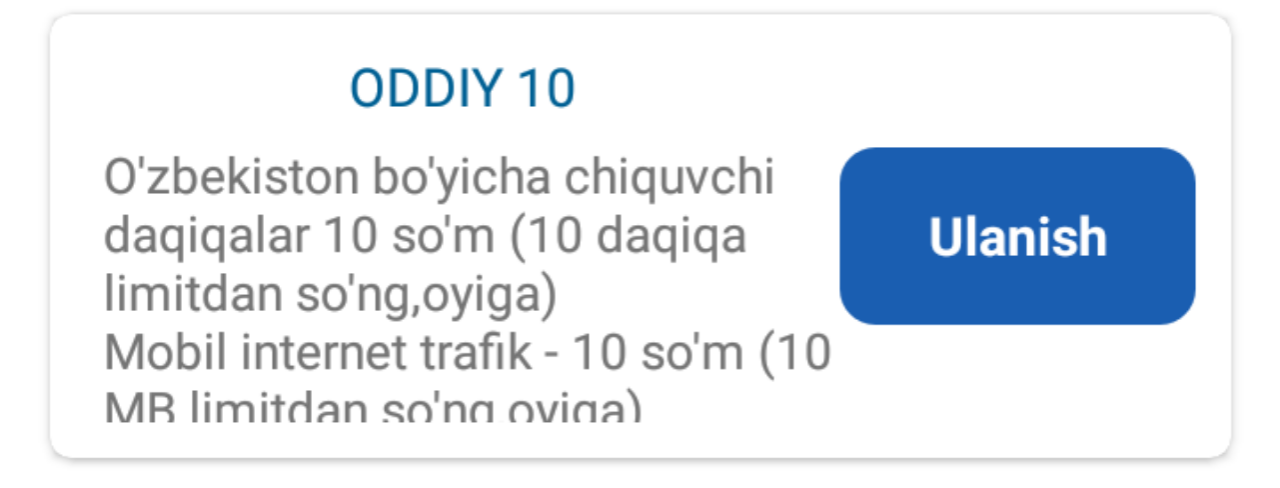 ODDIY 10
O'zbekiston bo'yicha chiquvchi
daqiqalar 10 so'm (10 daqiqa
limitdan so'ng,oyiga)
Mobil internet trafik - 10 so'm (10
MB limitdan so'ng oyiga)
Ulanish